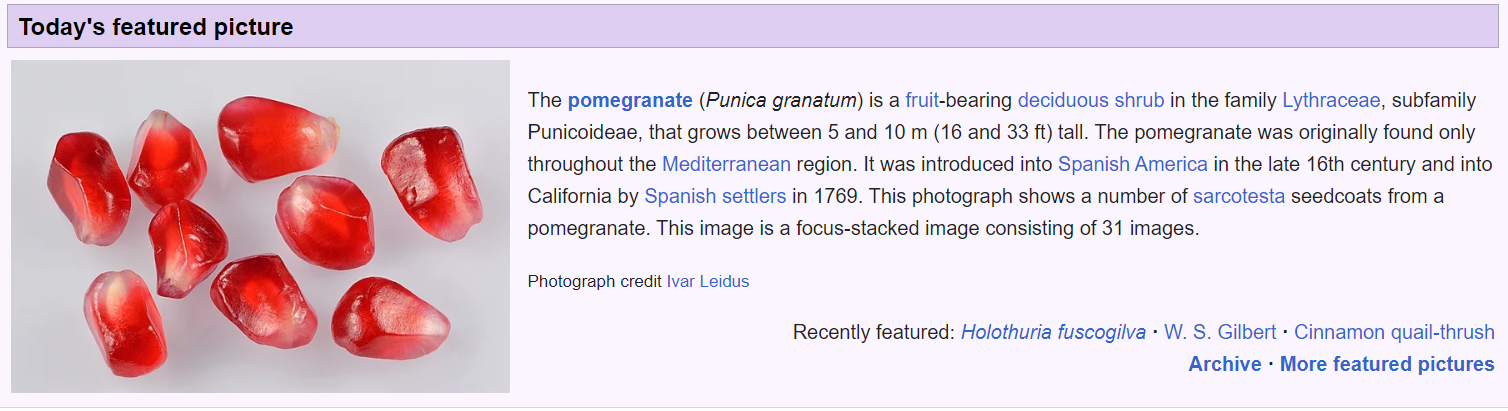 Today's featured picture
The pomegranate (Punica granatum) is a fruit-bearing deciduous shrub in the family Lythraceae, subfamily
Punicoideae, that grows between 5 and 10 m (16 and 33 ft) tall. The pomegranate was originally found only
throughout the Mediterranean region. It was introduced into Spanish America in the late 16th century and into
California by Spanish settlers in 1769. This photograph shows a number of sarcotesta seedcoats from a
pomegranate. This image is a focus-stacked image consisting of 31 images.
Photograph credit Ivar Leidus
Recently featured: Holothuria fuscogilva · W. S. Gilbert · Cinnamon quail-thrush
Archive · More featured pictures